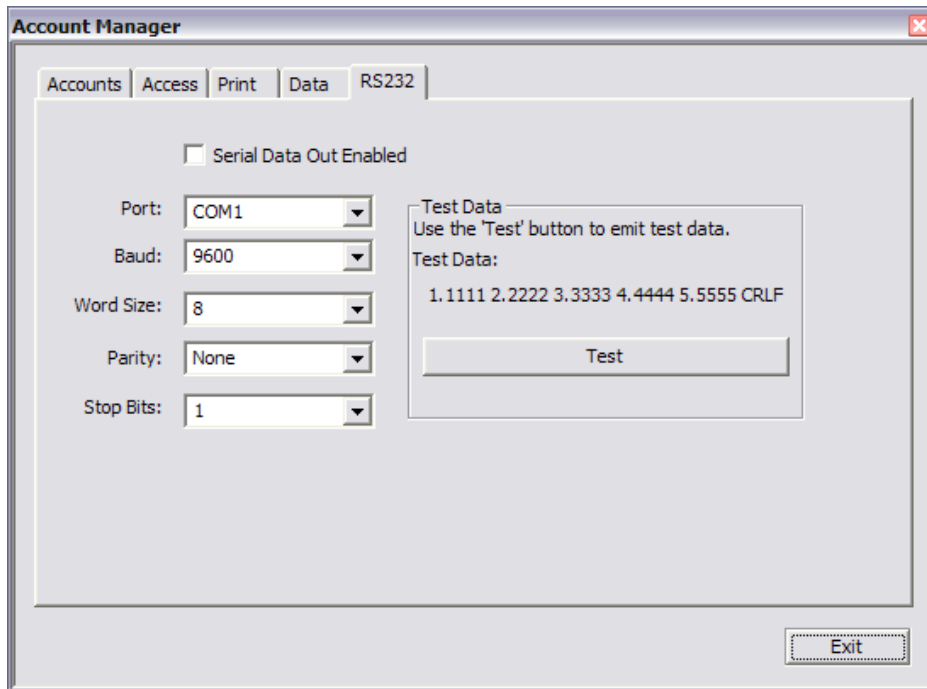 Account Manager
Accounts Access Print Data RS232
Serial Data Out Enabled
Port: COM1
Baud: 9600
Word Size: 8
Parity: None
Stop Bits: 1
Test Data
Use the 'Test' button to emit test data.
Test Data:
1.1111 2.2222 3.3333 4.4444 5.5555 CRLF
Test
Exit